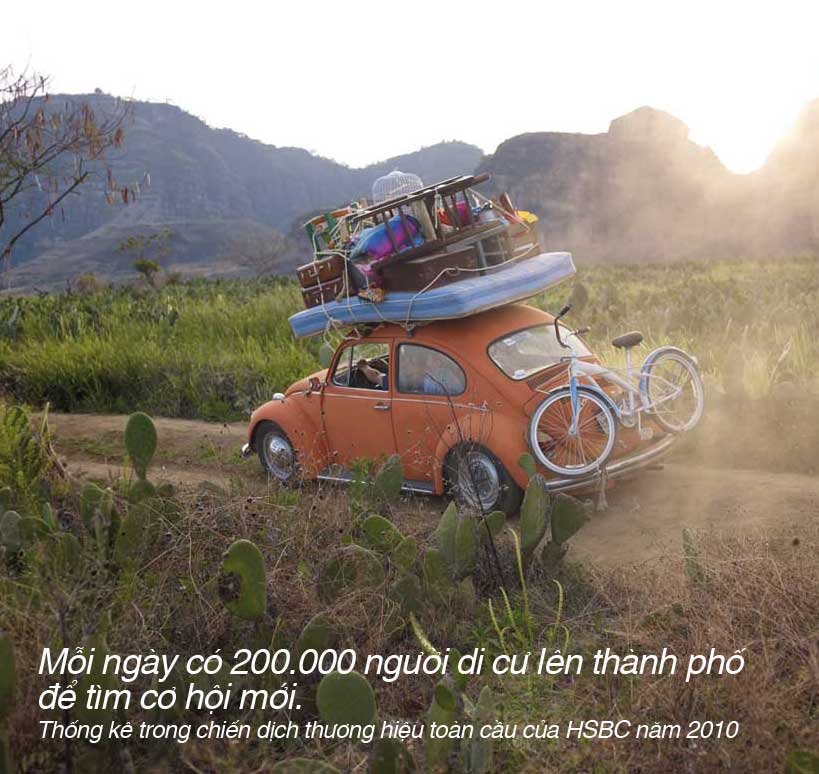 Mỗi ngày có 200.000 người di cư lên thành phố
để tìm cơ hội mới.
Thống kê trong chiến dịch thương hiệu toàn cầu của HSBC năm 2010